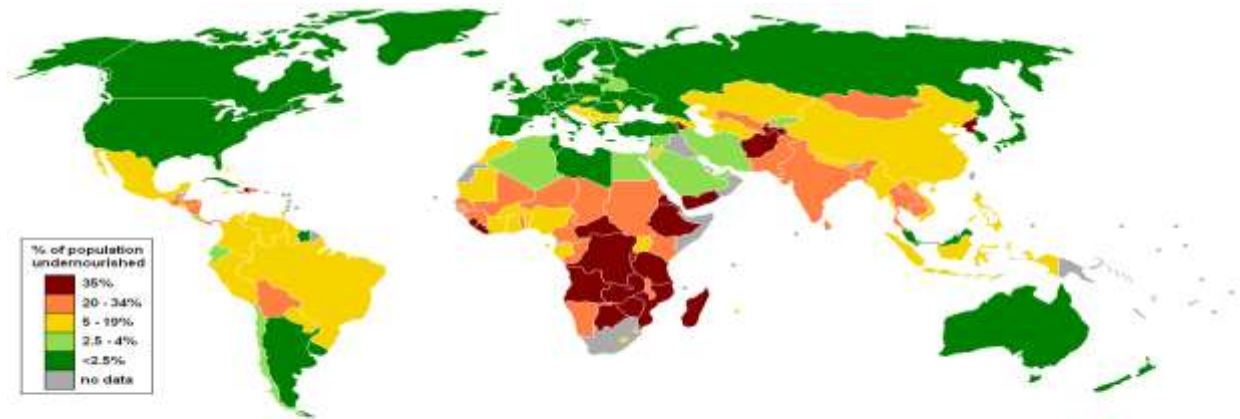 % of population
undernourished
35%
20 - 34%
5 - 19%
2.5 - 4%
<2.5%
no data